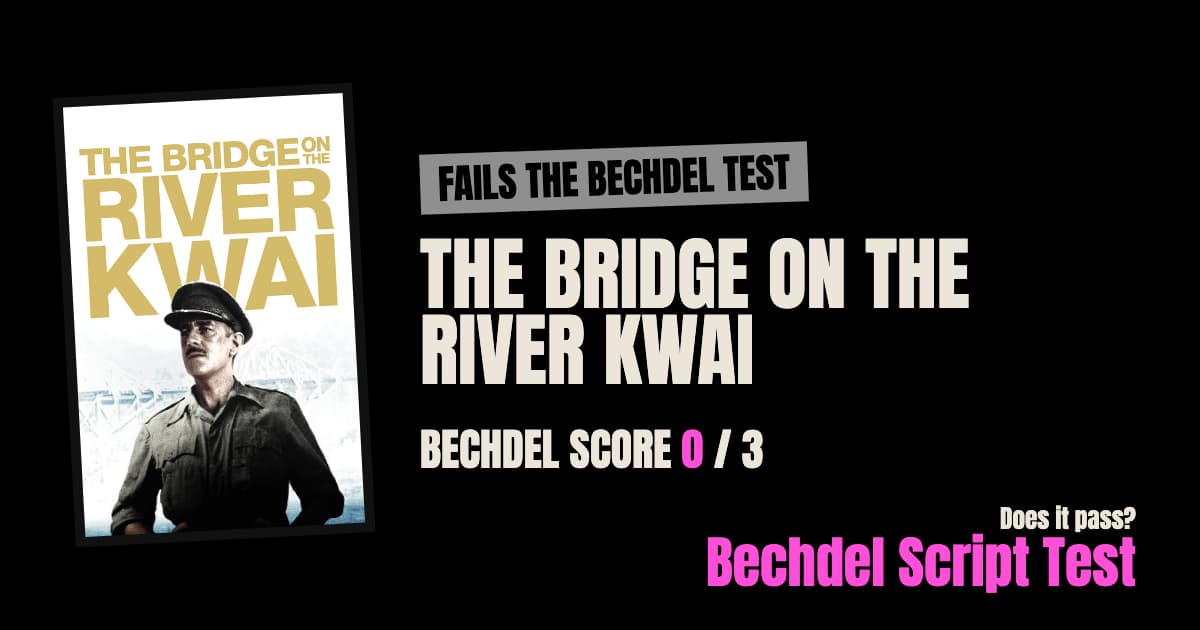 THE BRIDGE ON THE
RIVER
KWAI
FAILS THE BECHDEL TEST
THE BRIDGE ON THE
RIVER KWAI
BECHDEL SCORE 0 / 3
Does it pass?
Bechdel Script Test